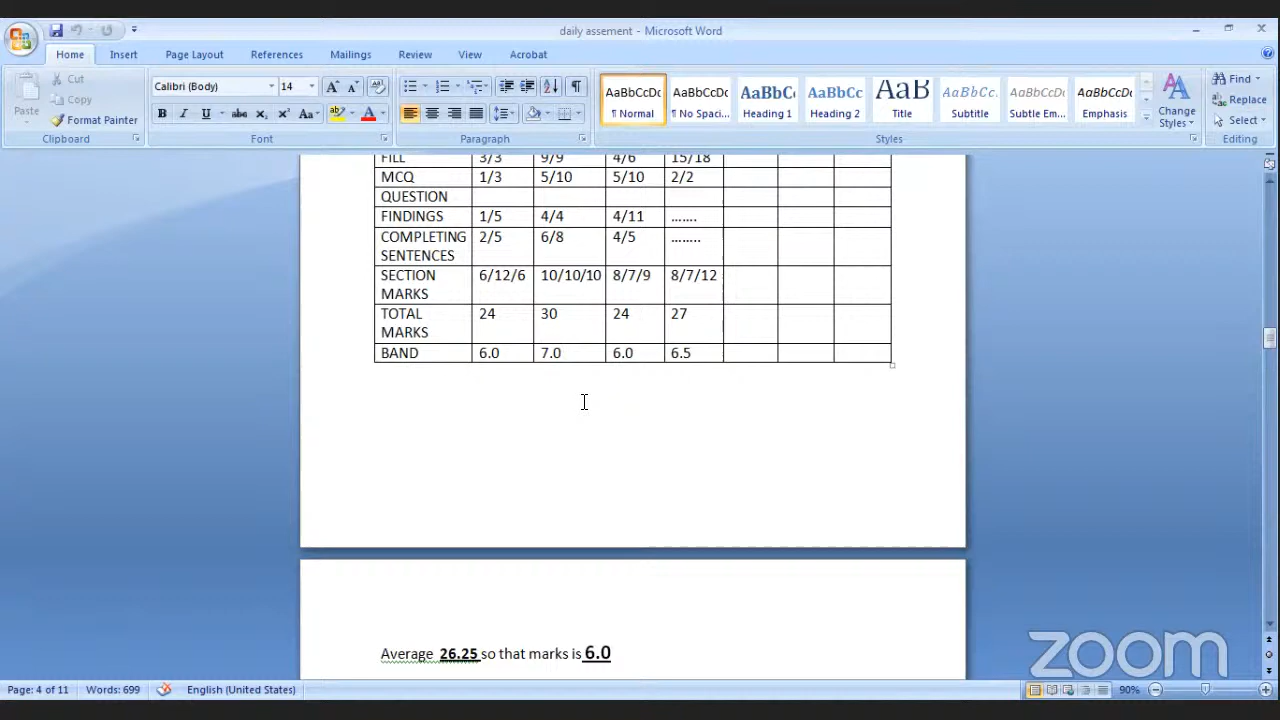 daily assement - Microsoft Word
Home Insert Page Layout References Mailings Review View Acrobat
Paste
Cut
Copy
Format Painter
Calibri (Body) 14
AaBbCcDc ¶ Normal
AaBbCcDc ¶ No Spaci...
AaBbCc Heading 1
AaBbCc Heading 2
AaB Title
AaBbCc. Subtitle
AaBbCcDc Subtle Em...
AaBbCcDc Emphasis
Change Styles
Find
Replace
Select
Clipboard Font Paragraph Styles Editing
FILL 3/3 9/9 4/6 15/18
MCQ 1/3 5/10 5/10 2/2
QUESTION
FINDINGS 1/5 4/4 4/11 .......
COMPLETING 2/5 6/8 4/5 ........
SENTENCES
SECTION 6/12/6 10/10/10 8/7/9 8/7/12
MARKS
TOTAL 24 30 24 27
MARKS
BAND 6.0 7.0 6.0 6.5
Average 26.25 so that marks is 6.0
zoom
Page: 4 of 11 Words: 699 English (United States) 90%